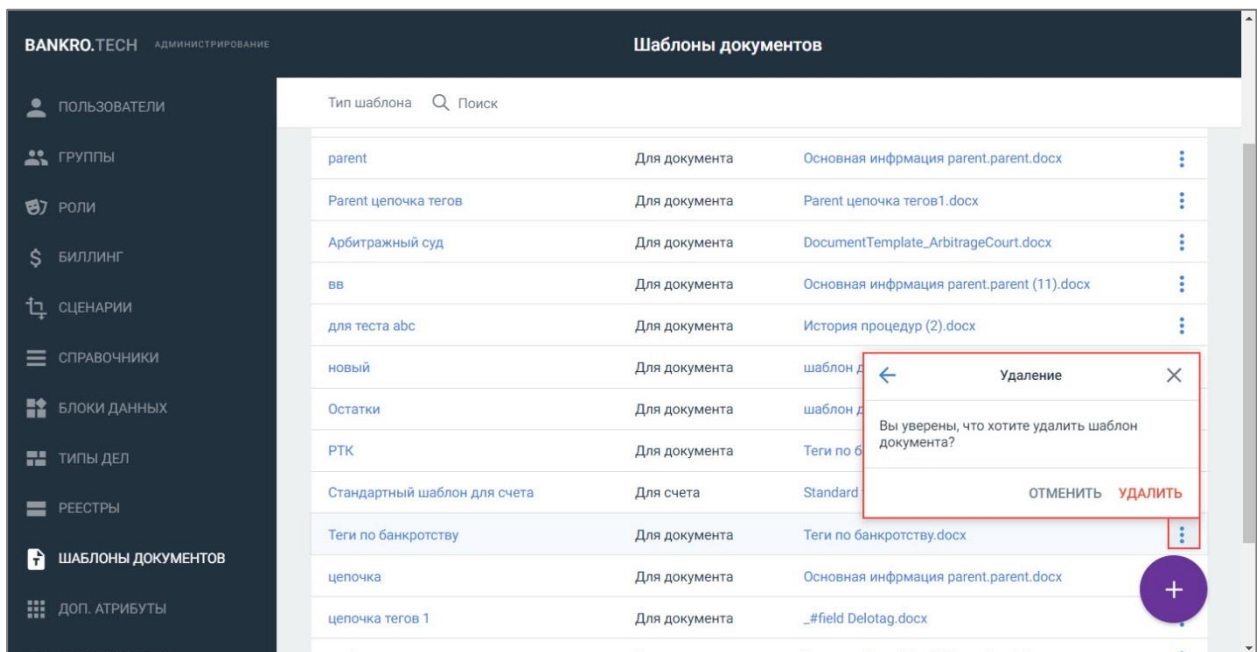 BANKRO.TECH АДМИНИСТРИРОВАНИЕ
Шаблоны документов
ПОЛЬЗОВАТЕЛИ
ГРУППЫ
РОЛИ
БИЛЛИНГ
СЦЕНАРИИ
СПРАВОЧНИКИ
БЛОКИ ДАННЫХ
ТИПЫ ДЕЛ
РЕЕСТРЫ
ШАБЛОНЫ ДОКУМЕНТОВ
ДОП. АТРИБУТЫ
Тип шаблона Поиск
parent Для документа Основная инфрмация parent.parent.docx
Parent цепочка тегов Для документа Parent цепочка тегов1.docx
Арбитражный суд Для документа DocumentTemplate_ArbitrageCourt.docx
вв Для документа Основная инфрмация parent.parent (11).docx
для теста abc Для документа История процедур (2).docx
новый Для документа шаблон д
Остатки Для документа шаблон д
РТК Для документа Теги по б
Стандартный шаблон для счета Для счета Standard
Теги по банкротству Для документа Теги по банкротству.docx
цепочка Для документа Основная инфрмация parent.parent.docx
цепочка тегов 1 Для документа _#field Delotag.docx
Удаление
Вы уверены, что хотите удалить шаблон
документа?
ОТМЕНИТЬ УДАЛИТЬ